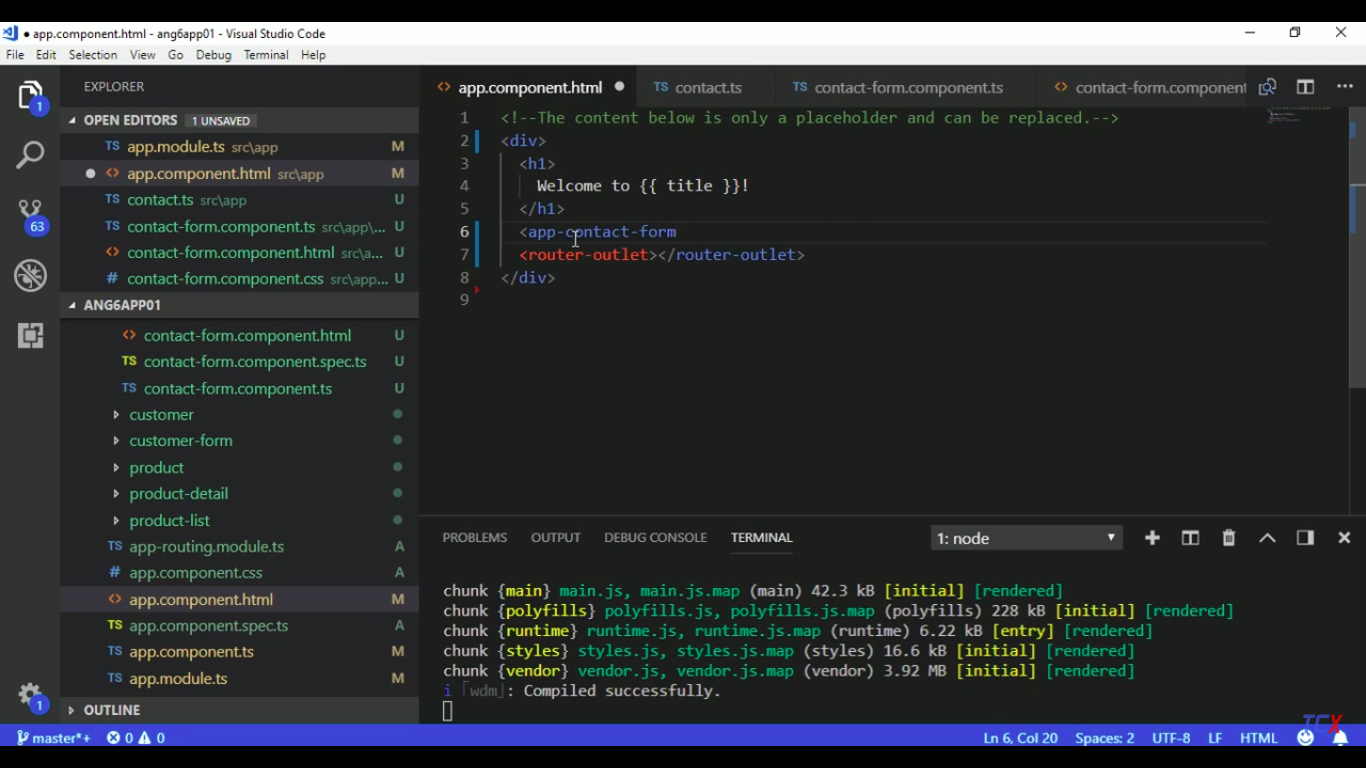 app.component.html - ang6app01 - Visual Studio Code
File Edit Selection View Go Debug Terminal Help
EXPLORER
OPEN EDITORS 1 UNSAVED
TS app.module.ts src\app M
<> app.component.html src\app M
TS contact.ts src\app U
TS contact-form.component.ts src\app\... U
<> contact-form.component.html src\a... U
# contact-form.component.css src\app... U
ANG6APP01
<> contact-form.component.html U
TS contact-form.component.spec.ts U
TS contact-form.component.ts U
customer
customer-form
product
product-detail
product-list
TS app-routing.module.ts A
# app.component.css A
<> app.component.html M
TS app.component.spec.ts A
TS app.component.ts M
TS app.module.ts M
OUTLINE
1
63
1
<> app.component.html TS contact.ts TS contact-form.component.ts <> contact-form.component
1 <!--The content below is only a placeholder and can be replaced.-->
2 <div>
3 <h1>
4 Welcome to {{ title }}!
5 </h1>
6 <app-contact-form
7 <router-outlet></router-outlet>
8 </div>
9
PROBLEMS OUTPUT DEBUG CONSOLE TERMINAL 1: node
chunk {main} main.js, main.js.map (main) 42.3 kB [initial] [rendered]
chunk {polyfills} polyfills.js, polyfills.js.map (polyfills) 228 kB [initial] [rendered]
chunk {runtime} runtime.js, runtime.js.map (runtime) 6.22 kB [entry] [rendered]
chunk {styles} styles.js, styles.js.map (styles) 16.6 kB [initial] [rendered]
chunk {vendor} vendor.js, vendor.js.map (vendor) 3.92 MB [initial] [rendered]
i ｢wdm｣: Compiled successfully.
TCX
master*+ 0 0 Ln 6, Col 20 Spaces: 2 UTF-8 LF HTML